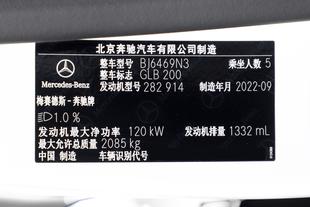 北京奔驰汽车有限公司制造
整车型号 BJ6469N3 乘坐人数 5
整车标志 GLB 200
发动机型号 282 914 制造年月 2022-09
Mercedes-Benz
梅赛德斯-奔驰牌
1.0 %
发动机最大净功率 120 kW 发动机排量 1332 mL
最大允许总质量 2085 kg
中国 制造 车辆识别代号